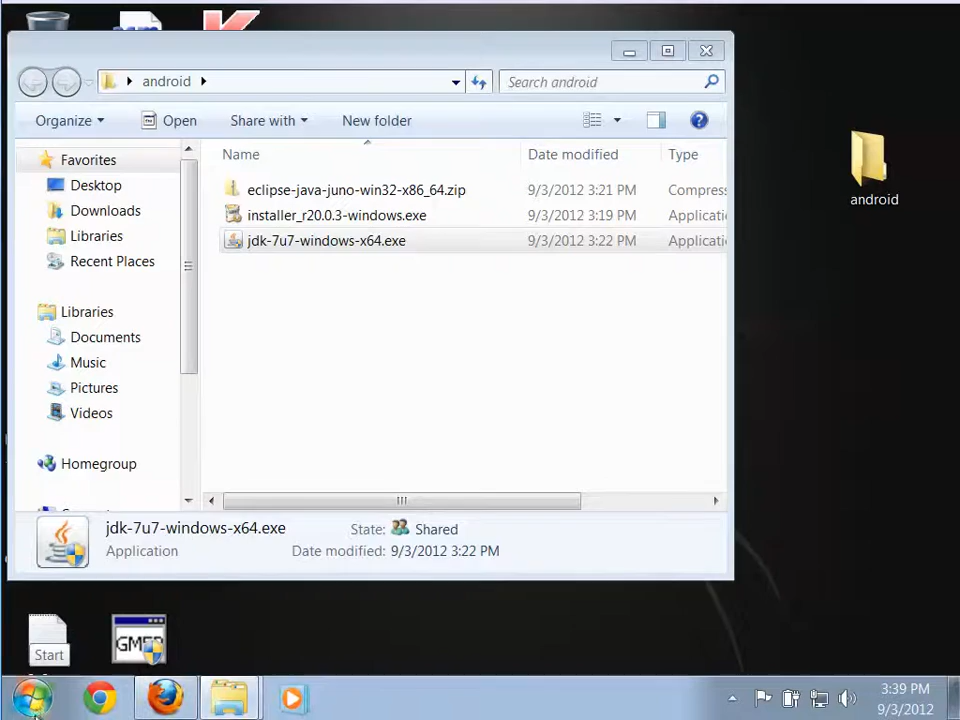 android
Search android
Organize
Open
Share with
New folder
Name
Date modified
Type
Favorites
Desktop
Downloads
Libraries
Recent Places
Libraries
Documents
Music
Pictures
Videos
Homegroup
eclipse-java-juno-win32-x86_64.zip 9/3/2012 3:21 PM Compress
installer_r20.0.3-windows.exe 9/3/2012 3:19 PM Applicati
jdk-7u7-windows-x64.exe 9/3/2012 3:22 PM Applicati
jdk-7u7-windows-x64.exe State: Shared
Application Date modified: 9/3/2012 3:22 PM
android
Start
GMER
3:39 PM
9/3/2012